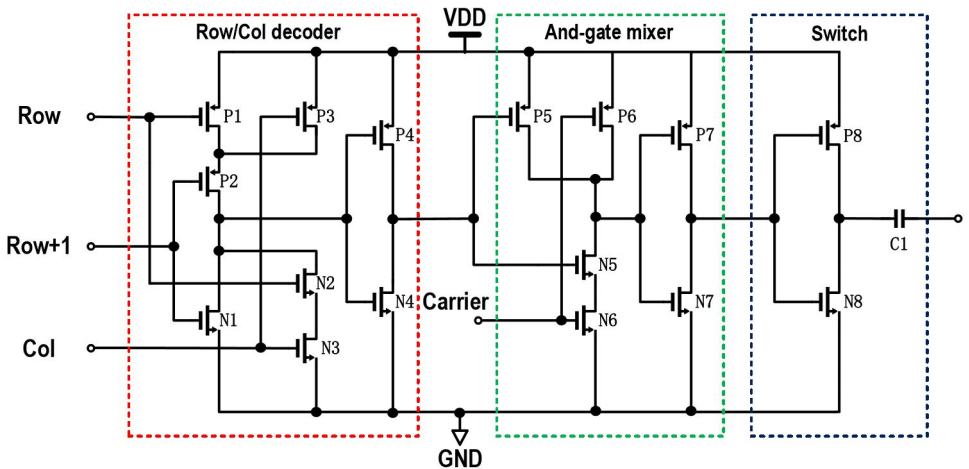 Row/Col decoder
VDD
And-gate mixer
Switch
Row
P1
P3
P4
P5
P6
P7
P8
P2
Row+1
C1
N5
N2
N1
N4
Carrier
N6
N7
N8
Col
N3
GND